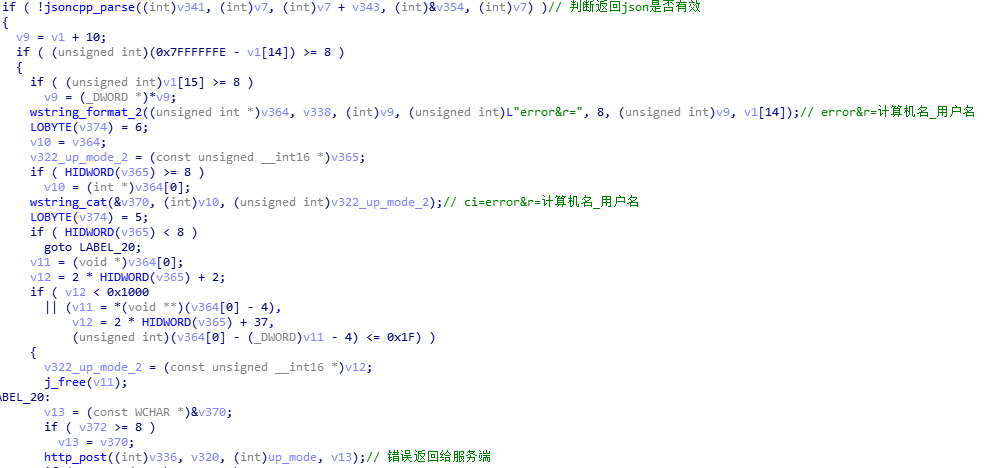 if ( !jsoncpp_parse((int)v341, (int)v7, (int)v7 + v343, (int)&v354, (int)v7) )// 判断返回json是否有效
{
v9 = v1 + 10;
if ( (unsigned int)(0x7FFFFFFE - v1[14]) >= 8 )
{
if ( (unsigned int)v1[15] >= 8 )
v9 = (_DWORD *)*v9;
wstring_format_2((unsigned int *)v364, v338, (int)v9, (unsigned int)L"error&r=", 8, (unsigned int)v9, v1[14]);// error&r=计算机名_用户名
LOBYTE(v374) = 6;
v10 = v364;
v322_up_mode_2 = (const unsigned __int16 *)v365;
if ( HIDWORD(v365) >= 8 )
v10 = (int *)v364[0];
wstring_cat(&v370, (int)v10, (unsigned int)v322_up_mode_2);// ci=error&r=计算机名_用户名
LOBYTE(v374) = 5;
if ( HIDWORD(v365) < 8 )
goto LABEL_20;
v11 = (void *)v364[0];
v12 = 2 * HIDWORD(v365) + 2;
if ( v12 < 0x1000
|| (v11 = *(void **)(v364[0] - 4),
v12 = 2 * HIDWORD(v365) + 37,
(unsigned int)(v364[0] - (_DWORD)v11 - 4) <= 0x1F) )
{
v322_up_mode_2 = (const unsigned __int16 *)v12;
j_free(v11);
ABEL_20:
v13 = (const WCHAR *)&v370;
if ( v372 >= 8 )
v13 = v370;
http_post((int)v336, v320, (int)up_mode, v13);// 错误返回给服务端